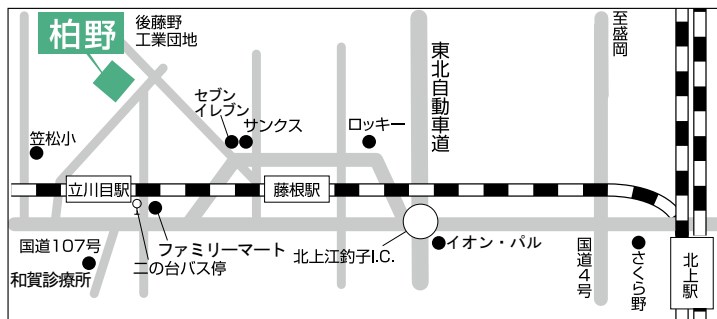 柏野
後藤野
工業団地
セブン
イレブン
サンクス
ロッキー
東北自動車道
至盛岡
笠松小
立川目駅
藤根駅
国道107号
和賀診療所
二の台バス停
ファミリーマート
北上江釣子I.C.
イオン・パル
国道4号
さくら野
北上駅